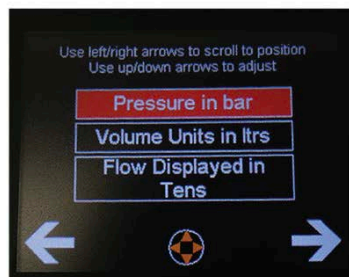 Use left/right arrows to scroll to position
Use up/down arrows to adjust
Pressure in bar
Volume Units in ltrs
Flow Displayed in
Tens